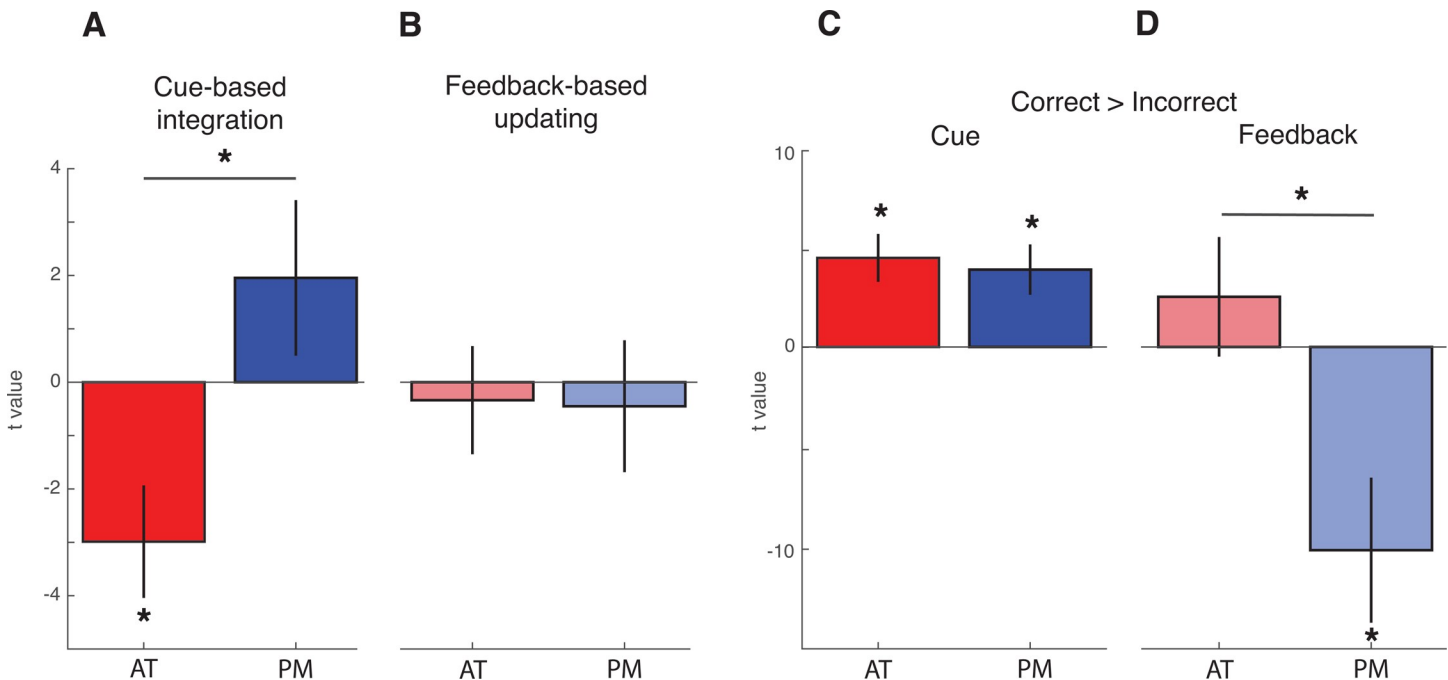 A
B
C
D
Cue-based
integration
Feedback-based
updating
Correct > Incorrect
Cue
Feedback
*
*
*
*
*
*
4
2
0
-2
-4
t value
10
0
-10
t value
AT
PM
AT
PM
AT
PM
AT
PM